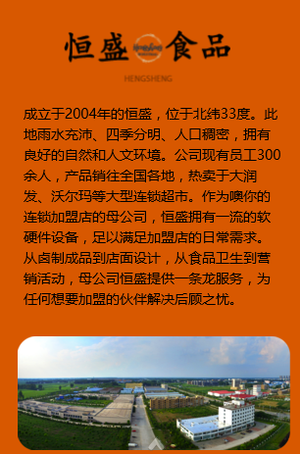 恒盛 食品
HENGSHENG
成立于2004年的恒盛，位于北纬33度。此
地雨水充沛、四季分明、人口稠密，拥有
良好的自然和人文环境。公司现有员工300
余人，产品销往全国各地，热卖于大润
发、沃尔玛等大型连锁超市。作为噢你的
连锁加盟店的母公司，恒盛拥有一流的软
硬件设备，足以满足加盟店的日常需求。
从卤制成品到店面设计，从食品卫生到营
销活动，母公司恒盛提供一条龙服务，为
任何想要加盟的伙伴解决后顾之忧。